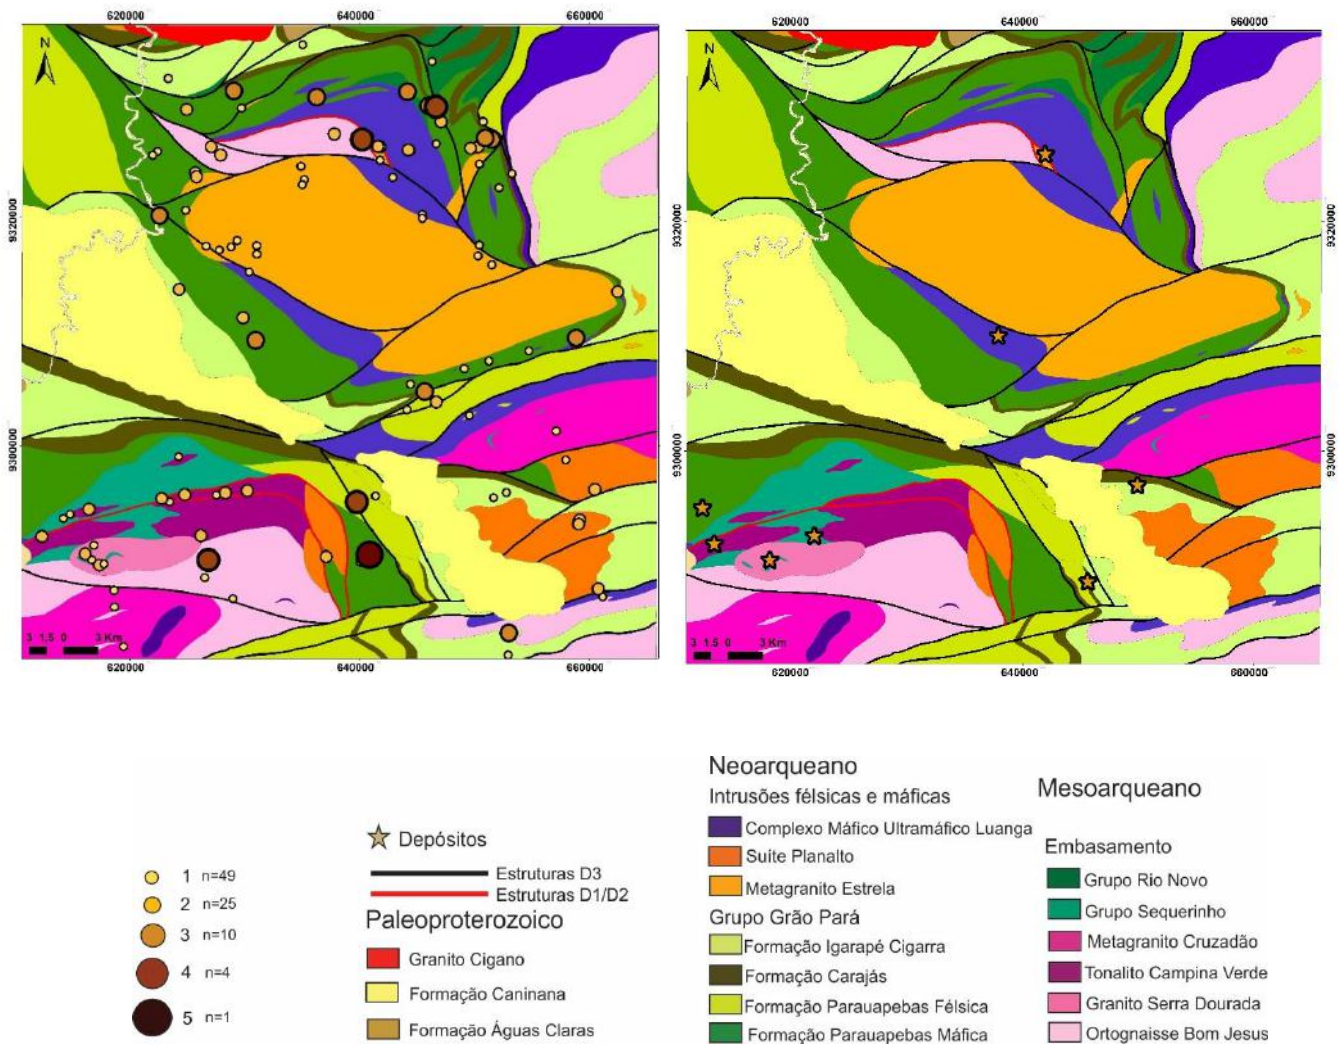 620000
640000
660000
N
9320000
9300000
3 1,5 0 3 Km
620000
640000
660000
620000
640000
660000
N
9320000
9300000
3 1.5 0 3 Km
620000
640000
660000
1 n=49
2 n=25
3 n=10
4 n=4
5 n=1
Depósitos
Estruturas D3
Estruturas D1/D2
Paleoproterozoico
Granito Cigano
Formação Caninana
Formação Águas Claras
Neoarqueano
Intrusões félsicas e máficas
Complexo Máfico Ultramáfico Luanga
Suite Planalto
Metagranito Estrela
Grupo Grão Pará
Formação Igarapé Cigarra
Formação Carajás
Formação Parauapebas Félsica
Formação Parauapebas Máfica
Mesoarqueano
Embasamento
Grupo Rio Novo
Grupo Sequerinho
Metagranito Cruzadão
Tonalito Campina Verde
Granito Serra Dourada
Ortognaisse Bom Jesus